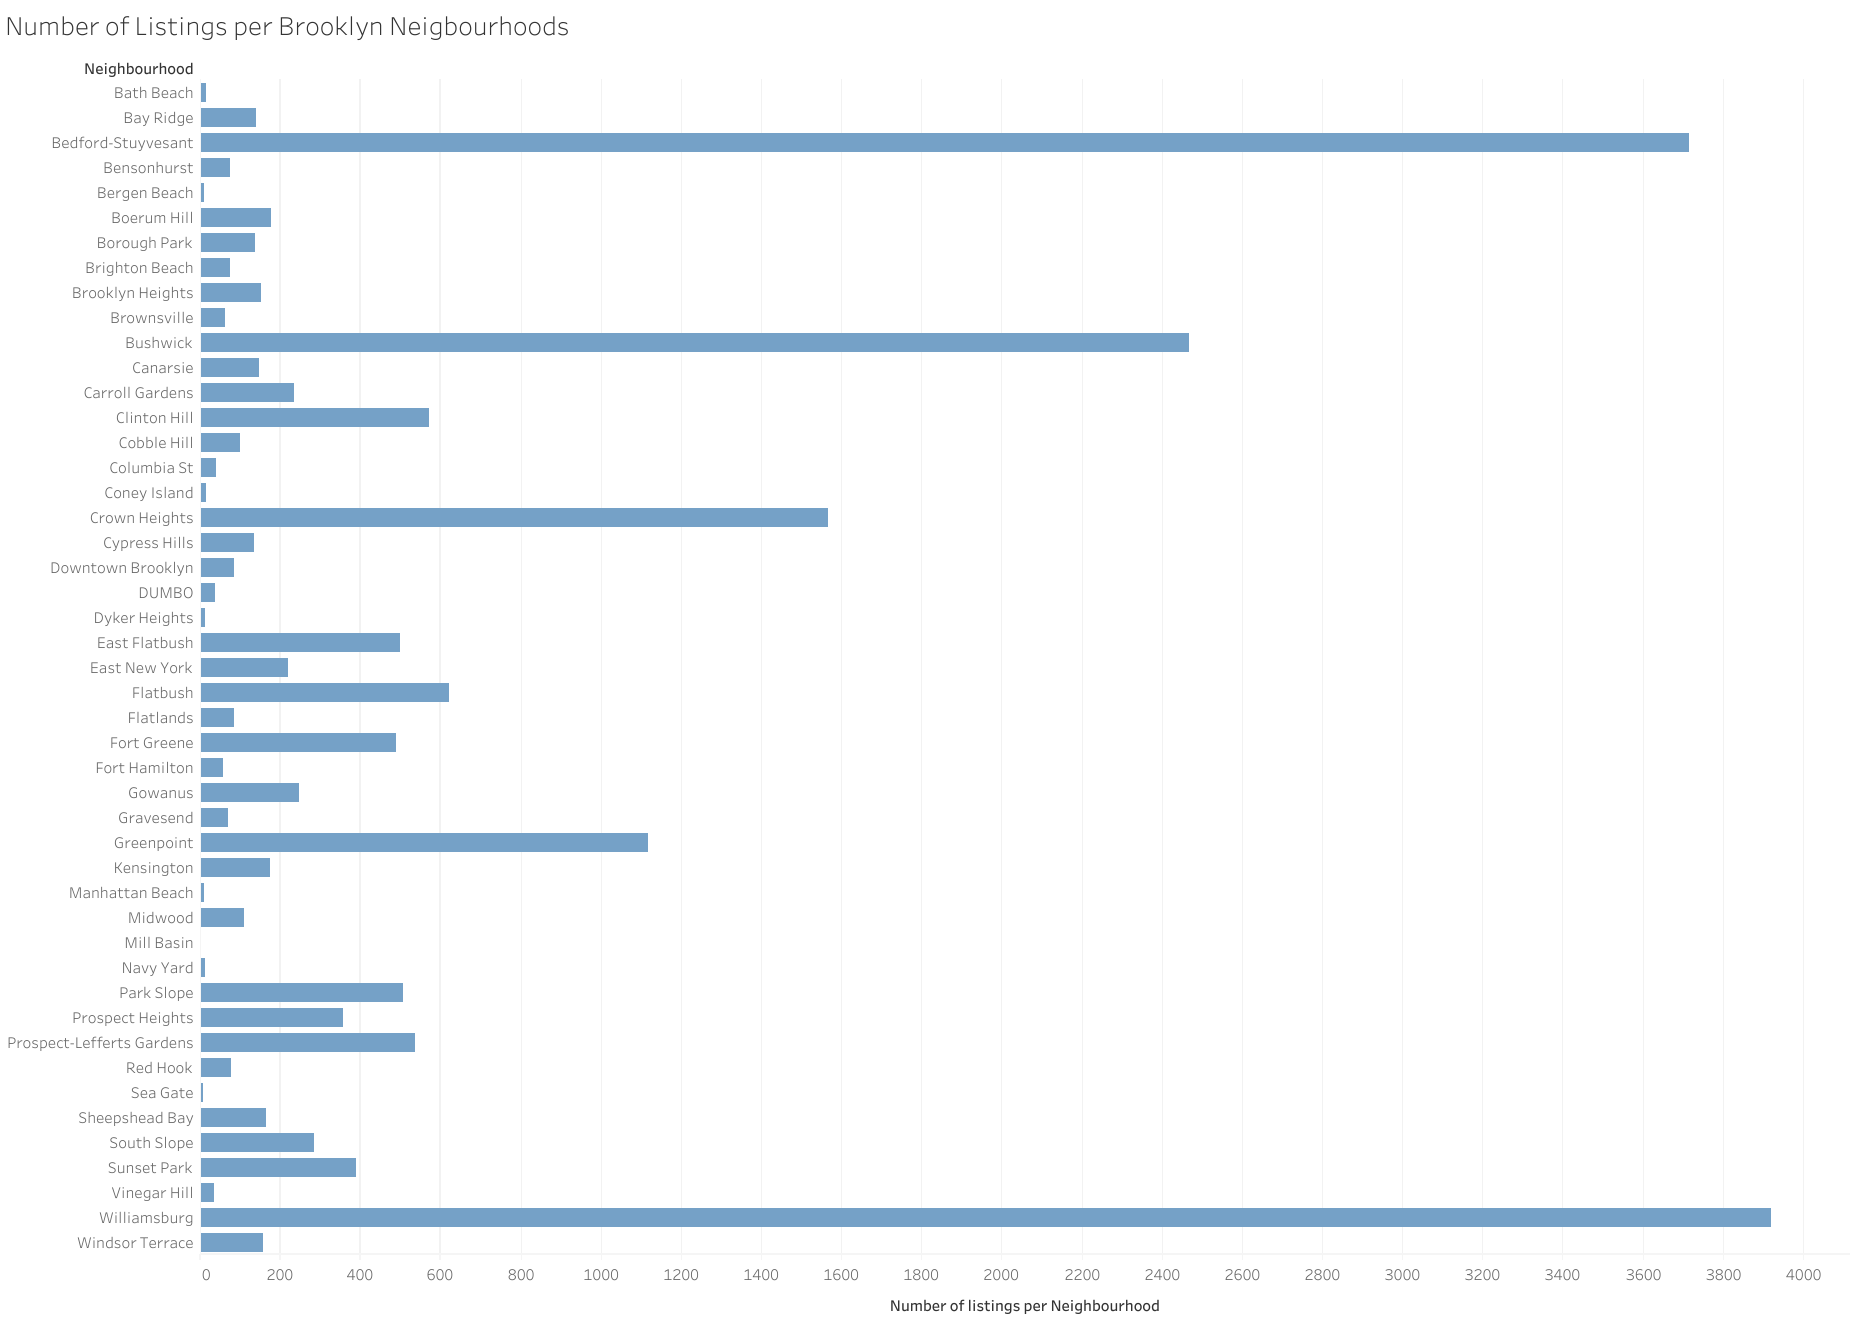 Number of Listings per Brooklyn Neigbourhoods
Neighbourhood
Bath Beach
Bay Ridge
Bedford-Stuyvesant
Bensonhurst
Bergen Beach
Boerum Hill
Borough Park
Brighton Beach
Brooklyn Heights
Brownsville
Bushwick
Canarsie
Carroll Gardens
Clinton Hill
Cobble Hill
Columbia St
Coney Island
Crown Heights
Cypress Hills
Downtown Brooklyn
DUMBO
Dyker Heights
East Flatbush
East New York
Flatbush
Flatlands
Fort Greene
Fort Hamilton
Gowanus
Gravesend
Greenpoint
Kensington
Manhattan Beach
Midwood
Mill Basin
Navy Yard
Park Slope
Prospect Heights
Prospect-Lefferts Gardens
Red Hook
Sea Gate
Sheepshead Bay
South Slope
Sunset Park
Vinegar Hill
Williamsburg
Windsor Terrace
0 200 400 600 800 1000 1200 1400 1600 1800 2000 2200 2400 2600 2800 3000 3200 3400 3600 3800 4000
Number of listings per Neighbourhood